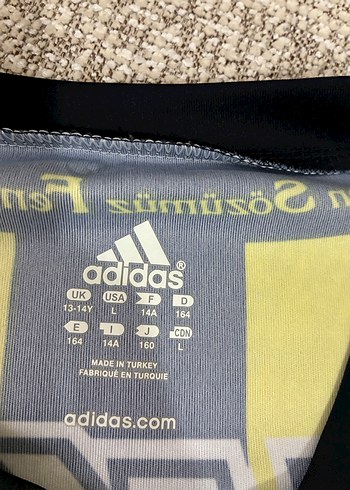 n Sözümüz Fen
adidas®
UK USA F D
13-14Y L 14A 164
E I J CDN
164 14A 160 L
MADE IN TURKEY
FABRIQUÉ EN TURQUIE
adidas.com